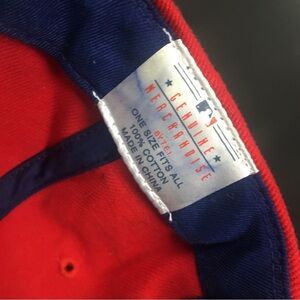 ★ GENUINE ★
MERCHANDISE
ONE SIZE FITS ALL
100% COTTON
MADE IN CHINA